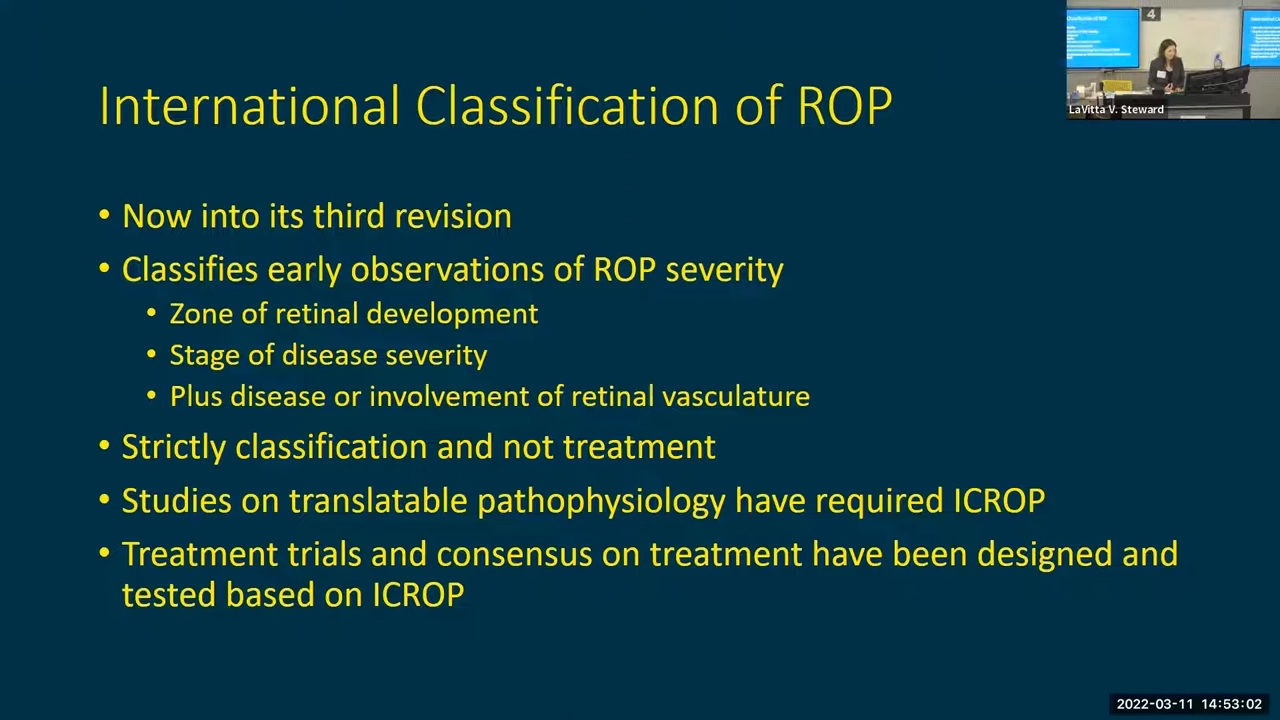 International Classification of ROP
• Now into its third revision
• Classifies early observations of ROP severity
• Zone of retinal development
• Stage of disease severity
• Plus disease or involvement of retinal vasculature
• Strictly classification and not treatment
• Studies on translatable pathophysiology have required ICROP
• Treatment trials and consensus on treatment have been designed and
tested based on ICROP
4
LaVitta V. Steward
2022-03-11 14:53:02